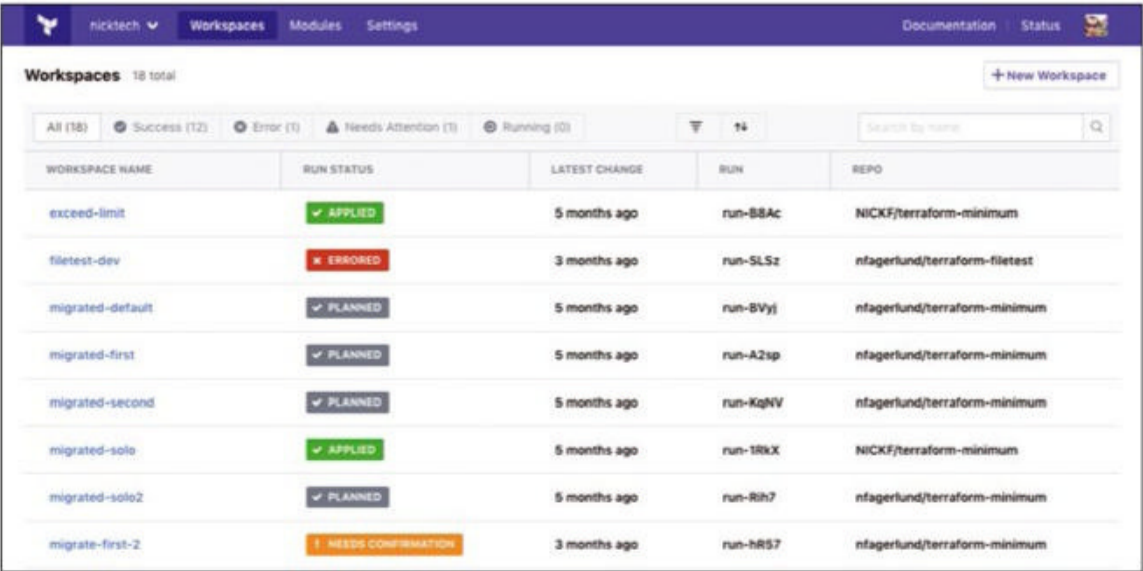 nicktech Workspaces Modules Settings Documentation Status
Workspaces 18 total + New Workspace
All (18) Success (12) Error (1) Needs Attention (1) Running (0) Search by name
WORKSPACE NAME RUN STATUS LATEST CHANGE RUN REPO
exceed-limit APPLIED 5 months ago run-B8Ac NICKF/terraform-minimum
filetest-dev ERRORED 3 months ago run-SLSz nfagerlund/terraform-filetest
migrated-default PLANNED 5 months ago run-BVyj nfagerlund/terraform-minimum
migrated-first PLANNED 5 months ago run-A2sp nfagerlund/terraform-minimum
migrated-second PLANNED 5 months ago run-KqNV nfagerlund/terraform-minimum
migrated-solo APPLIED 5 months ago run-1RkX NICKF/terraform-minimum
migrated-solo2 PLANNED 5 months ago run-Rih7 nfagerlund/terraform-minimum
migrate-first-2 ! NEEDS CONFIRMATION 3 months ago run-hR57 nfagerlund/terraform-minimum